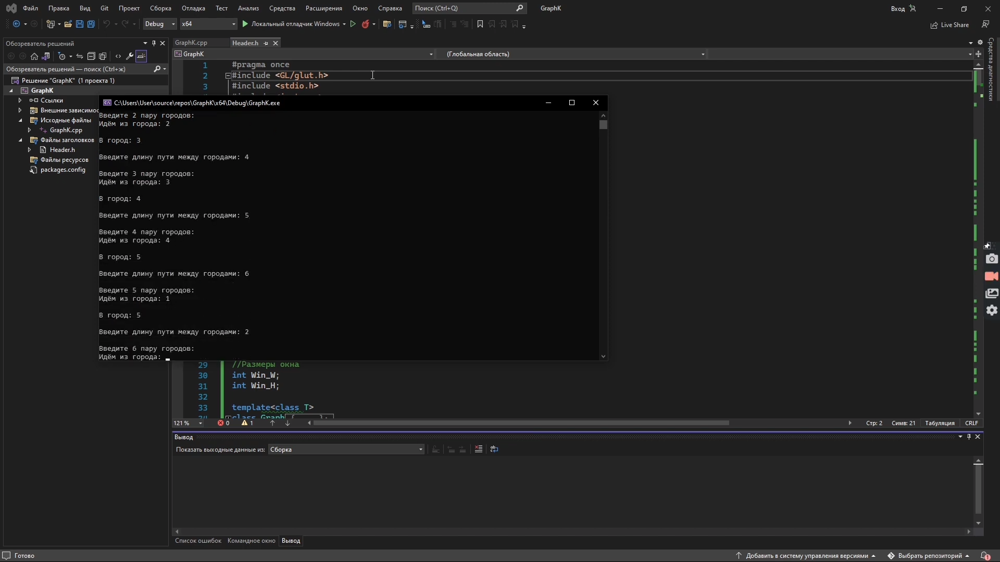 Файл Правка Вид Git Проект Сборка Отладка Тест Анализ Средства Расширения Окно Справка Поиск (Ctrl+Q) GraphK Вход
Debug x64 Локальный отладчик Windows Live Share
Обозреватель решений
Обозреватель решений — поиск (Ctrl+ж)
Решение "GraphK" (1 проекта 1)
GraphK
Ссылки
Внешние зависимос
Исходные файлы
GraphK.cpp
Файлы заголовков
Header.h
Файлы ресурсов
packages.config
GraphK.cpp Header.h
GraphK (Глобальная область)
1 #pragma once
2 #include <GL/glut.h>
3 #include <stdio.h>
C:\Users\User\source\repos\GraphK\x64\Debug\GraphK.exe
Введите 2 пару городов:
Идём из города: 2
В город: 3
Введите длину пути между городами: 4
Введите 3 пару городов:
Идём из города: 3
В город: 4
Введите длину пути между городами: 5
Введите 4 пару городов:
Идём из города: 4
В город: 5
Введите длину пути между городами: 6
Введите 5 пару городов:
Идём из города: 1
В город: 5
Введите длину пути между городами: 2
Введите 6 пару городов:
Идём из города:
29 //Размеры окна
30 int Win_W;
31 int Win_H;
32
33 template<class T>
34 class Graph { ... };
121 % 0 1 Стр: 2 Симв: 21 Табуляция CRLF
Вывод
Показать выходные данные из: Сборка
Список ошибок Командное окно Вывод
Готово Добавить в систему управления версиями Выбрать репозиторий 1
Средства диагностики